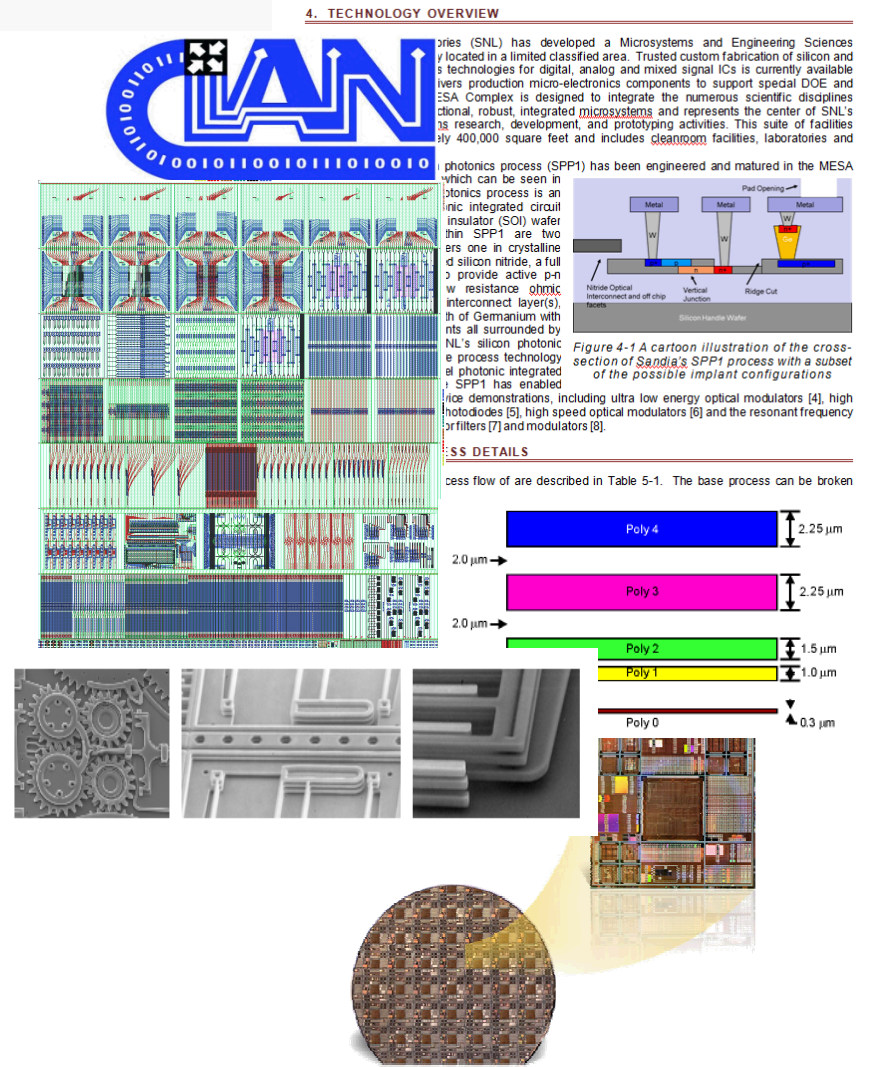 4. TECHNOLOGY OVERVIEW
CLAN
ories (SNL) has developed a Microsystems and Engineering Sciences
y located in a limited classified area. Trusted custom fabrication of silicon and
s technologies for digital, analog and mixed signal ICs is currently available
ivers production micro-electronics components to support special DOE and
ESA Complex is designed to integrate the numerous scientific disciplines
ctional, robust, integrated microsystems and represents the center of SNL's
ns research, development, and prototyping activities. This suite of facilities
ely 400,000 square feet and includes cleanroom facilities, laboratories and
photonics process (SPP1) has been engineered and matured in the MESA
which can be seen in
otonics process is an
onic integrated circuit
insulator (SOI) wafer
thin SPP1 are two
ers one in crystalline
d silicon nitride, a full
o provide active p-n
w resistance ohmic
interconnect layer(s),
th of Germanium with
nts all surrounded by
NL's silicon photonic
e process technology
el photonic integrated
SPP1 has enabled
vice demonstrations, including ultra low energy optical modulators [4], high
hotodiodes [5], high speed optical modulators [6] and the resonant frequency
or filters [7] and modulators [8].
Pad Opening
Metal
Metal
Metal
W
W
W
n+
Ge
p+
p
n
n+
p+
Nitride Optical
Interconnect and off chip
facets
Vertical
Junction
Ridge Cut
Silicon Handle Wafer
Figure 4-1 A cartoon illustration of the cross-
section of Sandia's SPP1 process with a subset
of the possible implant configurations
ESS DETAILS
cess flow of are described in Table 5-1. The base process can be broken
Poly 4
2.25 µm
2.0 µm
Poly 3
2.25 µm
2.0 µm
Poly 2
1.5 µm
Poly 1
1.0 µm
Poly 0
0.3 µm